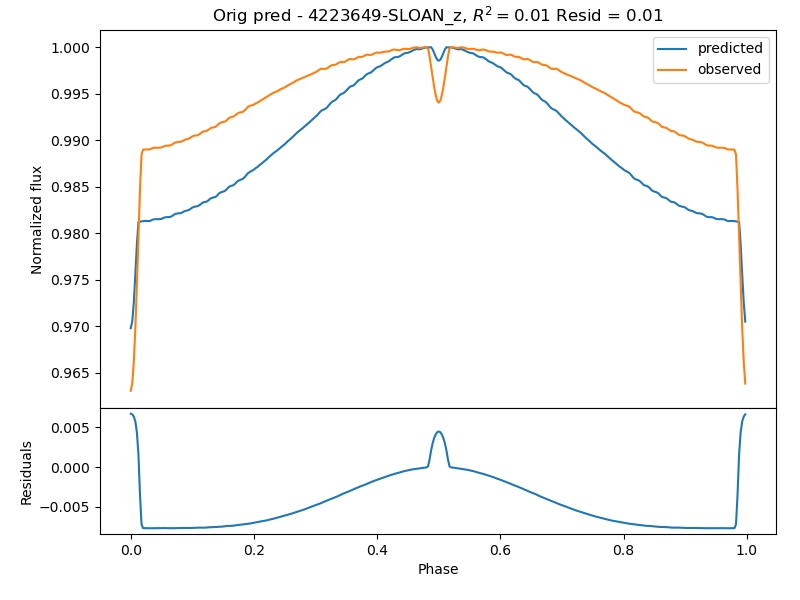 Orig pred - 4223649-SLOAN_z, R² = 0.01 Resid = 0.01
predicted
observed
Normalized flux
1.000
0.995
0.990
0.985
0.980
0.975
0.970
0.965
Residuals
0.005
0.000
−0.005
0.0 0.2 0.4 0.6 0.8 1.0
Phase